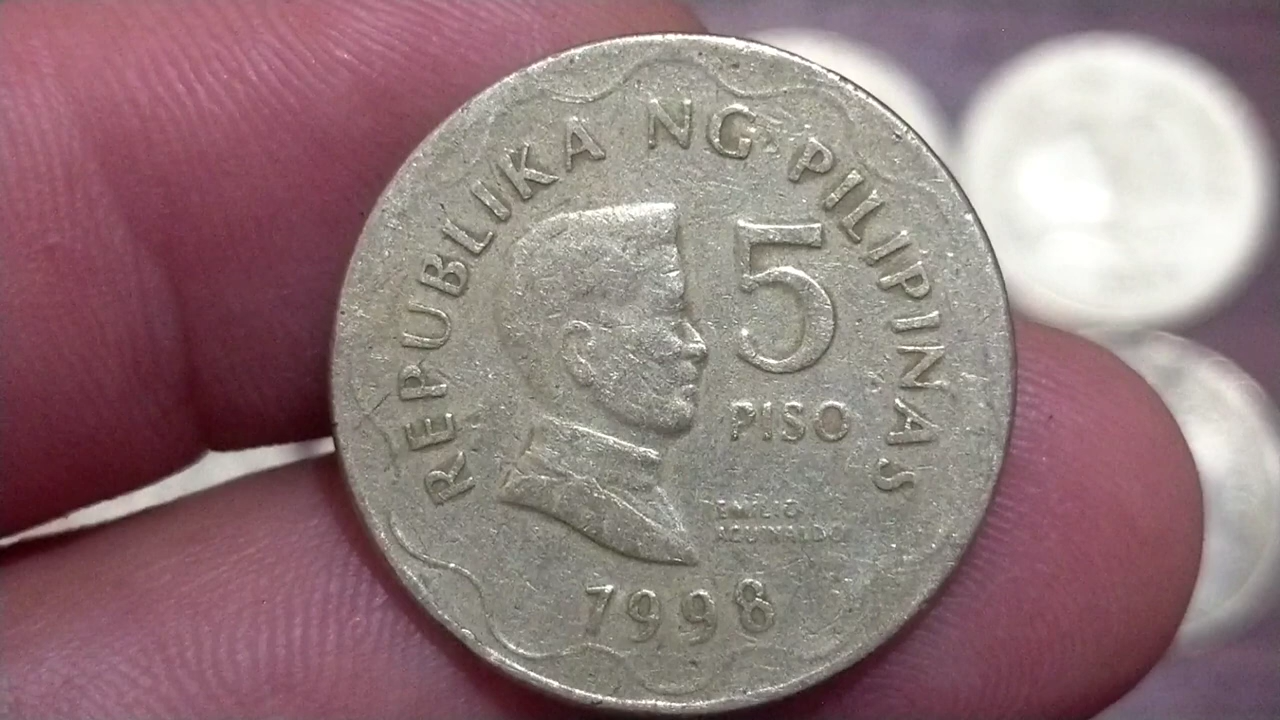 REPUBLIKA NG PILIPINAS
5
PISO
EMILIO
AGUINALDO
1998